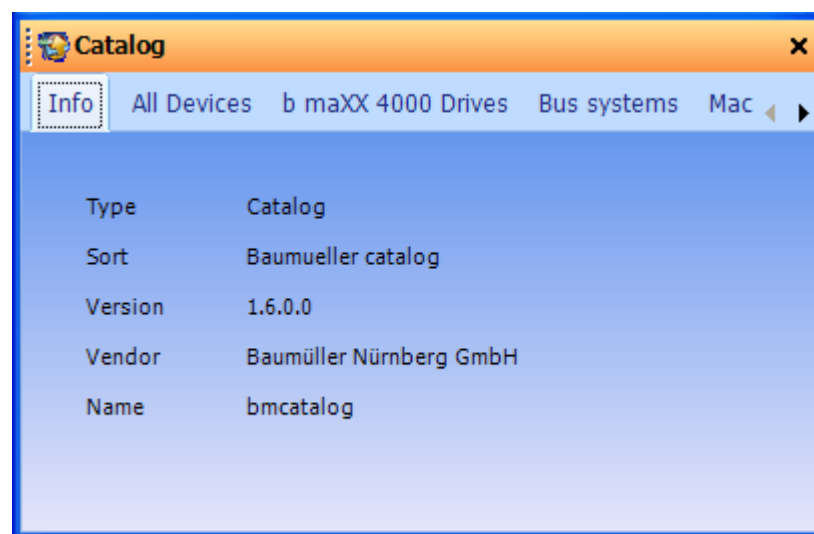 Catalog
Info All Devices b maXX 4000 Drives Bus systems Mac
Type Catalog
Sort Baumueller catalog
Version 1.6.0.0
Vendor Baumüller Nürnberg GmbH
Name bmcatalog